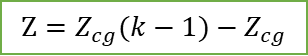 Z = Z_{cg}(k − 1) − Z_{cg}